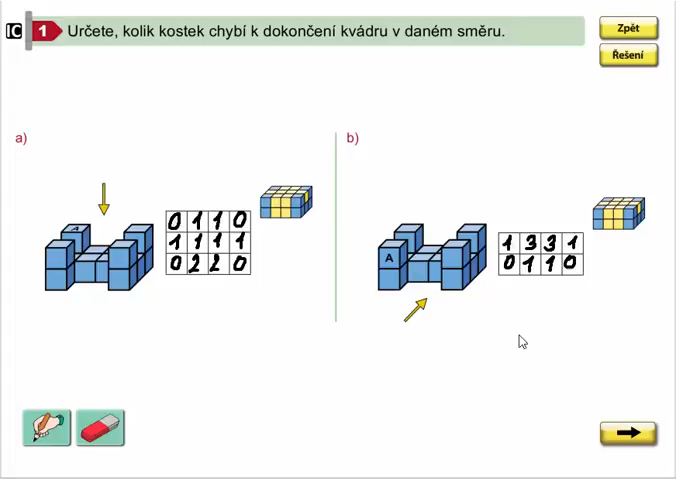 1 Určete, kolik kostek chybí k dokončení kvádru v daném směru.
Zpět
Řešení
a)
b)
A
0 1 1 0
1 1 1 1
0 2 2 0
A
1 3 3 1
0 1 1 0